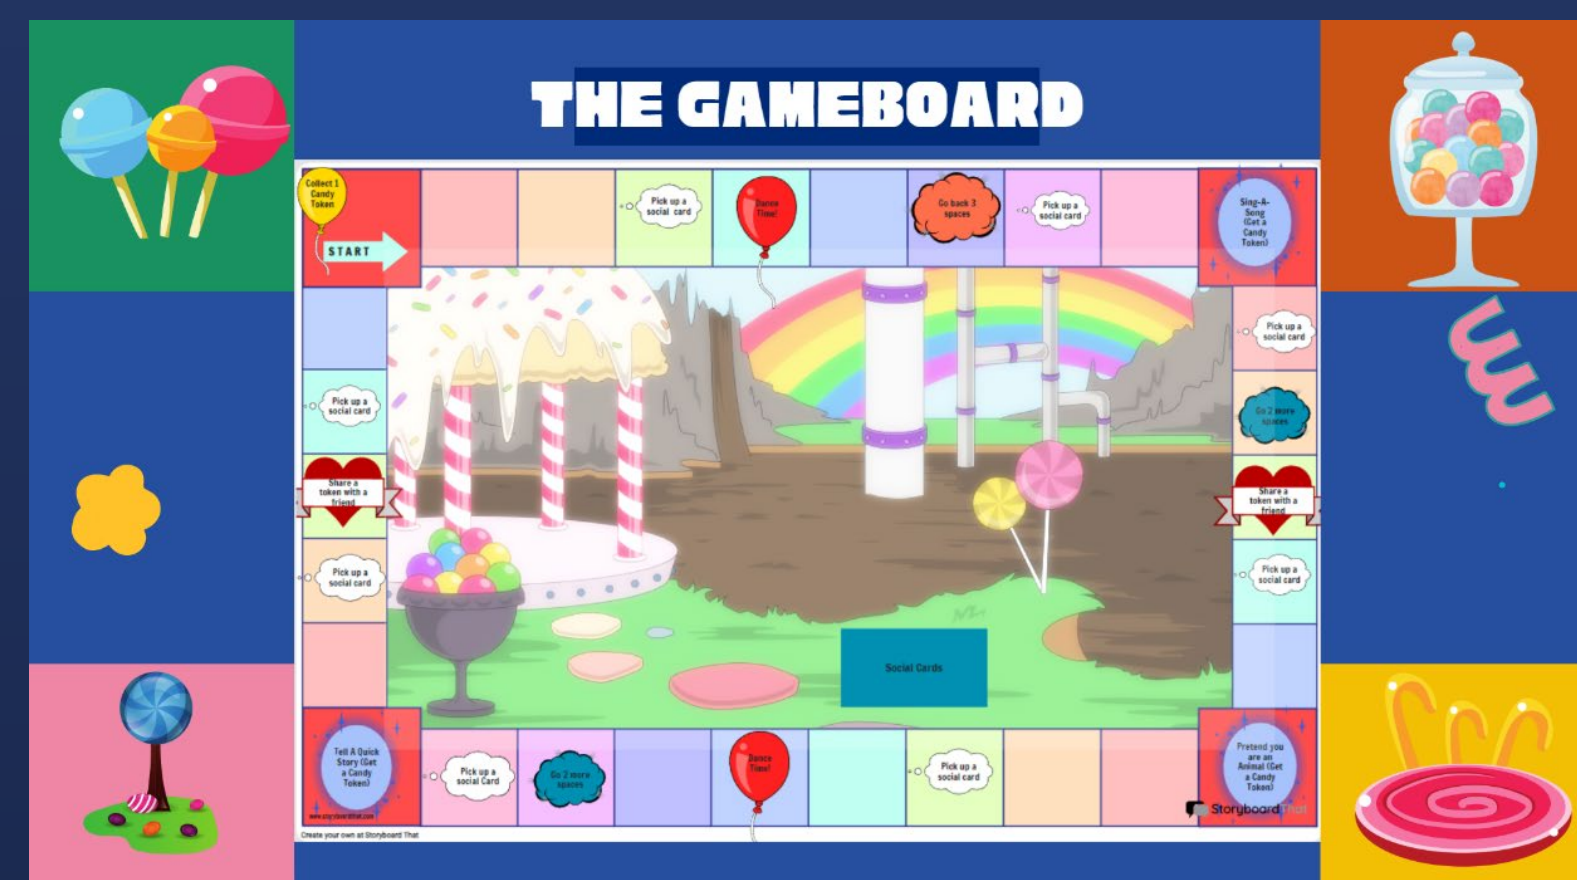 THE GAMEBOARD
Collect 1
Candy
Token
START
Pick up a
social card
Dance
Time!
Go back 3
spaces
Pick up a
social card
Sing-A-
Song
(Get a
Candy
Token)
Pick up a
social card
Pick up a
social card
Go 2 more
spaces
Share a
token with a
friend
Share a
token with a
friend
Pick up a
social card
Pick up a
social card
Social Cards
Tell A Quick
Story (Get
a Candy
Token)
www.storyboardthat.com
Pick up a
social Card
Go 2 more
spaces
Dance
Time!
Pick up a
social card
Pretend you
are an
Animal (Get
a Candy
Token)
Storyboard That
Create your own at Storyboard That